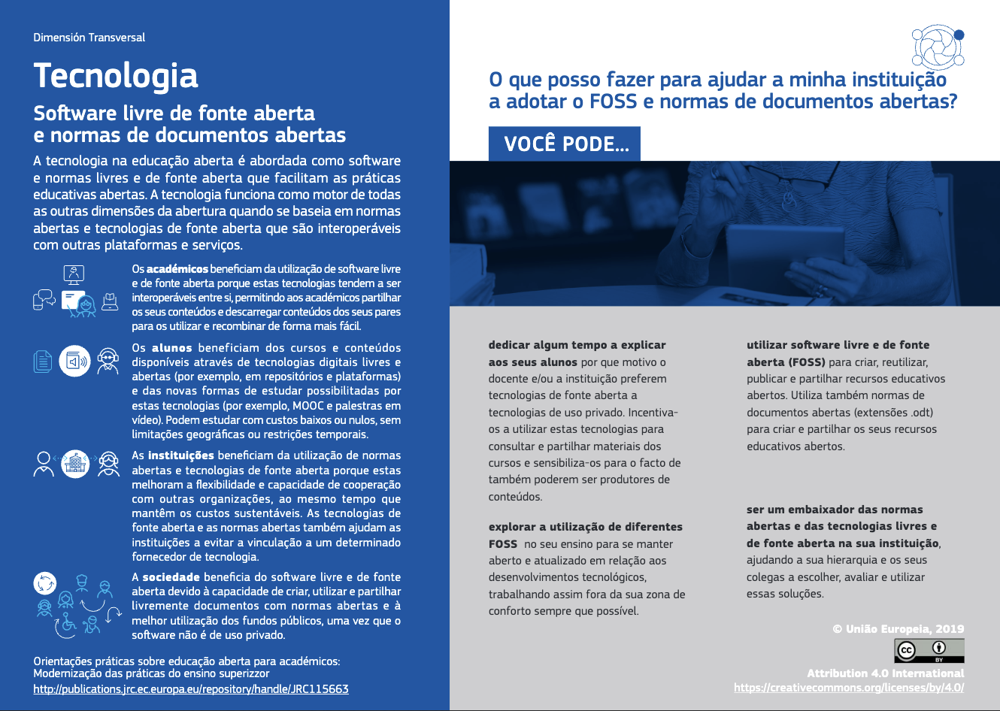 Dimensión Transversal
Tecnologia
Software livre de fonte aberta
e normas de documentos abertas
A tecnologia na educação aberta é abordada como software
e normas livres e de fonte aberta que facilitam as práticas
educativas abertas. A tecnologia funciona como motor de todas
as outras dimensões da abertura quando se baseia em normas
abertas e tecnologias de fonte aberta que são interoperáveis
com outras plataformas e serviços.
Os académicos beneficiam da utilização de software livre
e de fonte aberta porque estas tecnologias tendem a ser
interoperáveis entre si, permitindo aos académicos partilhar
os seus conteúdos e descarregar conteúdos dos seus pares
para os utilizar e recombinar de forma mais fácil.
Os alunos beneficiam dos cursos e conteúdos
disponíveis através de tecnologias digitais livres e
abertas (por exemplo, em repositórios e plataformas)
e das novas formas de estudar possibilitadas por
estas tecnologias (por exemplo, MOOC e palestras em
vídeo). Podem estudar com custos baixos ou nulos, sem
limitações geográficas ou restrições temporais.
As instituições beneficiam da utilização de normas
abertas e tecnologias de fonte aberta porque estas
melhoram a flexibilidade e capacidade de cooperação
com outras organizações, ao mesmo tempo que
mantêm os custos sustentáveis. As tecnologias de
fonte aberta e as normas abertas também ajudam as
instituições a evitar a vinculação a um determinado
fornecedor de tecnologia.
A sociedade beneficia do software livre e de fonte
aberta devido à capacidade de criar, utilizar e partilhar
livremente documentos com normas abertas e à
melhor utilização dos fundos públicos, uma vez que o
software não é de uso privado.
Orientações práticas sobre educação aberta para académicos:
Modernização das práticas do ensino superizzor
http://publications.jrc.ec.europa.eu/repository/handle/JRC115663
O que posso fazer para ajudar a minha instituição
a adotar o FOSS e normas de documentos abertas?
VOCÊ PODE...
dedicar algum tempo a explicar
aos seus alunos por que motivo o
docente e/ou a instituição preferem
tecnologias de fonte aberta a
tecnologias de uso privado. Incentiva-
os a utilizar estas tecnologias para
consultar e partilhar materiais dos
cursos e sensibiliza-os para o facto de
também poderem ser produtores de
conteúdos.
explorar a utilização de diferentes
FOSS no seu ensino para se manter
aberto e atualizado em relação aos
desenvolvimentos tecnológicos,
trabalhando assim fora da sua zona de
conforto sempre que possível.
utilizar software livre e de fonte
aberta (FOSS) para criar, reutilizar,
publicar e partilhar recursos educativos
abertos. Utiliza também normas de
documentos abertas (extensões .odt)
para criar e partilhar os seus recursos
educativos abertos.
ser um embaixador das normas
abertas e das tecnologias livres e
de fonte aberta na sua instituição,
ajudando a sua hierarquia e os seus
colegas a escolher, avaliar e utilizar
essas soluções.
© União Europeia, 2019
cc
BY
Attribution 4.0 International
https://creativecommons.org/licenses/by/4.0/